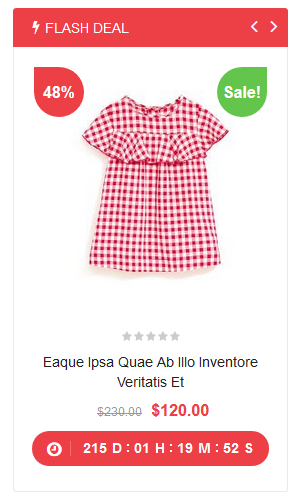 FLASH DEAL
48%
Sale!
Eaque Ipsa Quae Ab Illo Inventore
Veritatis Et
$230.00 $120.00
215 D : 01 H : 19 M : 52 S